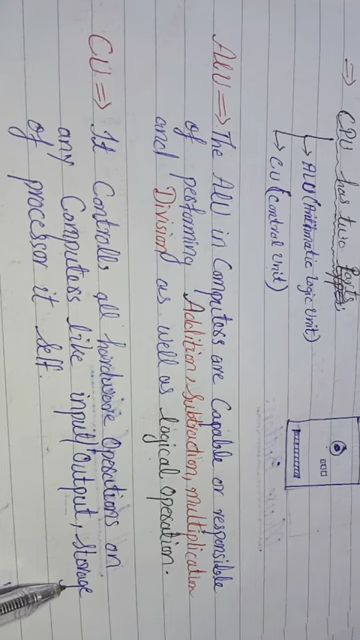 ⇒ CPU has two Parts
↳ ALU (Arithmatic Logic Unit)
↳ CU (Control Unit)
ALU ⇒ The ALU in Computers are Capable or responsible
of performing Addition, Subtraction, multiplication
and Division as well as logical operation.
CU ⇒ It Controlls all hardware Operations on
any Computers like input/output, storage
of processor it self.